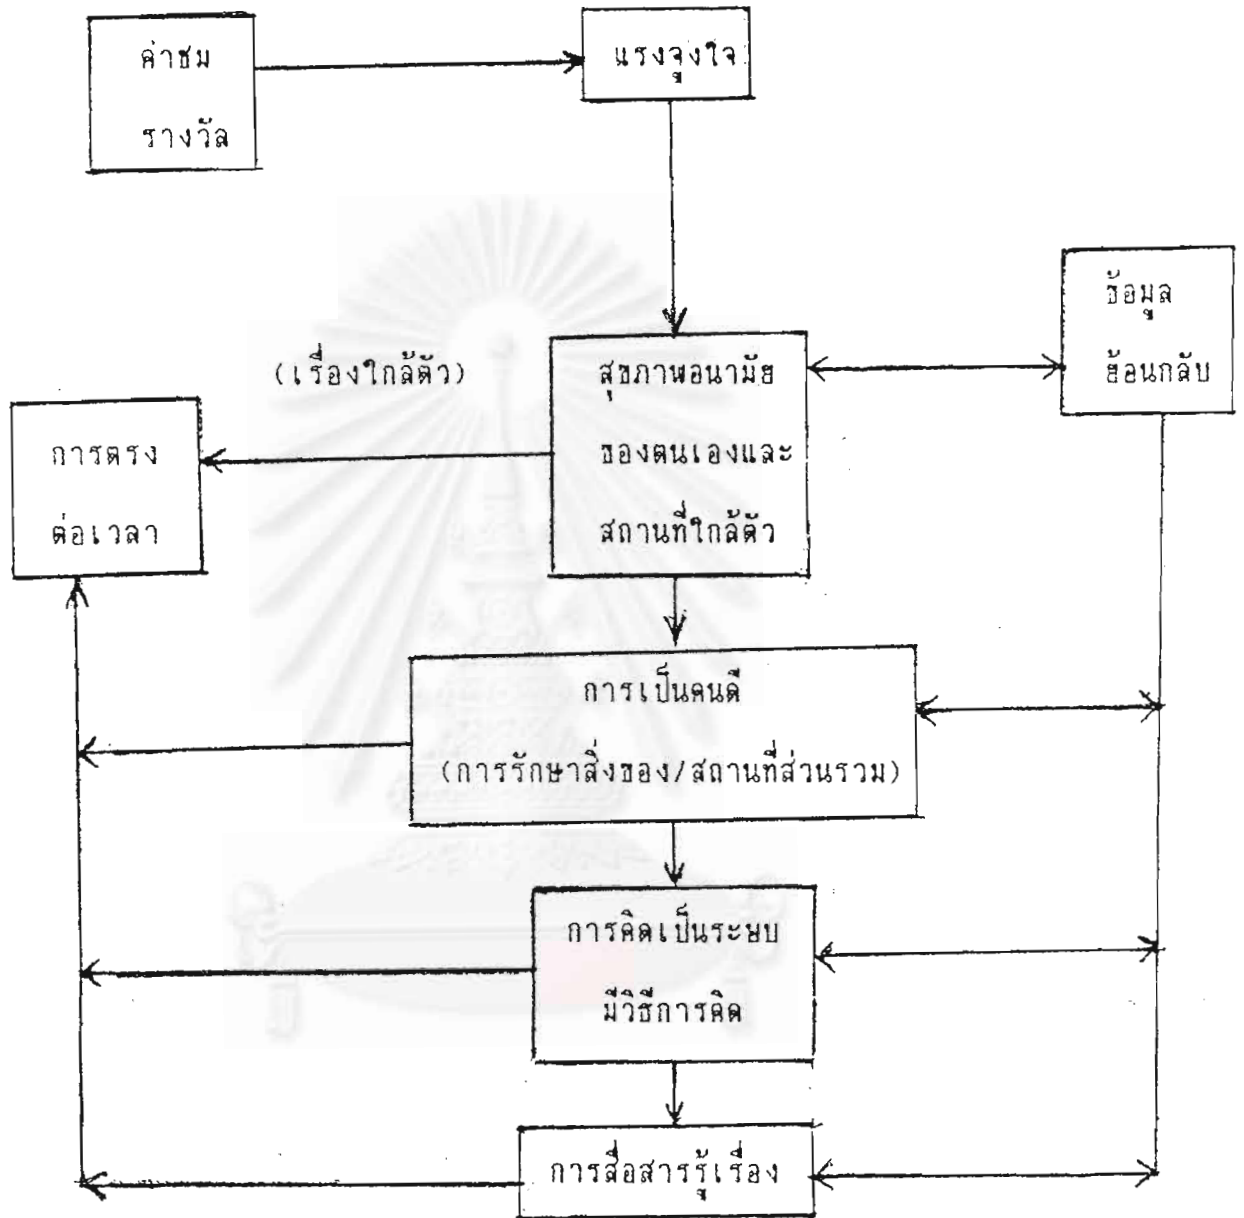 คำชม
รางวัล
แรงจูงใจ
ข้อมูล
ย้อนกลับ
(เรื่องใกล้ตัว)
สุขภาพอนามัย
ของตนเองและ
สถานที่ใกล้ตัว
การตรง
ต่อเวลา
การเป็นคนดี
(การรักษาสิ่งของ/สถานที่ส่วนรวม)
การคิดเป็นระบบ
มีวิธีการคิด
การสื่อสารรู้เรื่อง